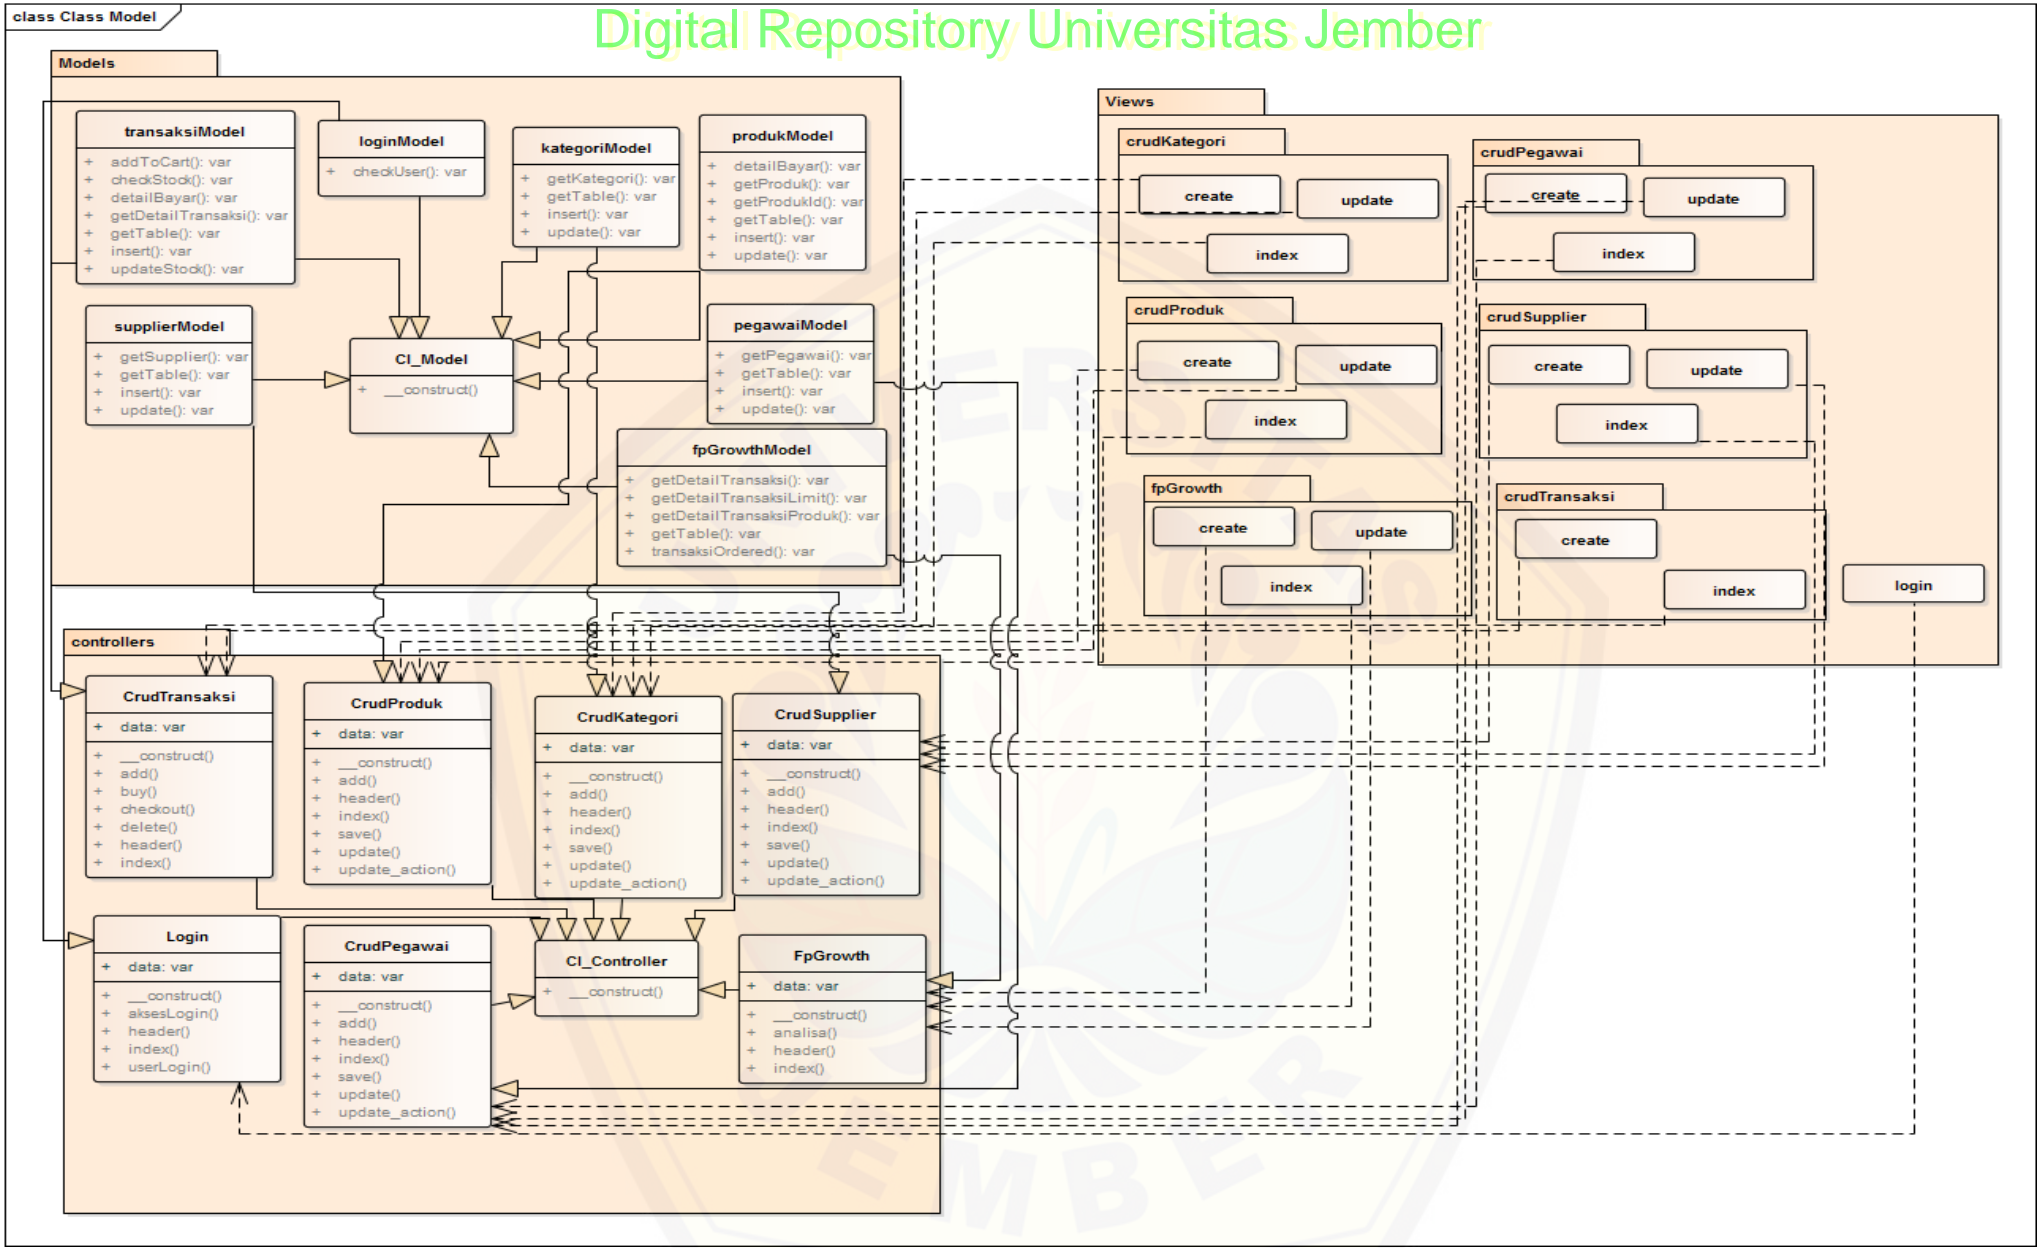 class Class Model
Digital Repository Universitas Jember
Models
transaksiModel
+ addToCart(): var
+ checkStock(): var
+ detailBayar(): var
+ getDetailTransaksi(): var
+ getTable(): var
+ insert(): var
+ updateStock(): var
loginModel
+ checkUser(): var
kategoriModel
+ getKategori(): var
+ getTable(): var
+ insert(): var
+ update(): var
produkModel
+ detailBayar(): var
+ getProduk(): var
+ getProdukId(): var
+ getTable(): var
+ insert(): var
+ update(): var
supplierModel
+ getSupplier(): var
+ getTable(): var
+ insert(): var
+ update(): var
CI_Model
+ __construct()
pegawaiModel
+ getPegawai(): var
+ getTable(): var
+ insert(): var
+ update(): var
fpGrowthModel
+ getDetailTransaksi(): var
+ getDetailTransaksiLimit(): var
+ getDetailTransaksiProduk(): var
+ getTable(): var
+ transaksiOrdered(): var
Views
crudKategori
create
update
index
crudPegawai
create
update
index
crudProduk
create
update
index
crudSupplier
create
update
index
fpGrowth
create
update
index
crudTransaksi
create
index
login
controllers
CrudTransaksi
+ data: var
+ __construct()
+ add()
+ buy()
+ checkout()
+ delete()
+ header()
+ index()
CrudProduk
+ data: var
+ __construct()
+ add()
+ header()
+ index()
+ save()
+ update()
+ update_action()
CrudKategori
+ data: var
+ __construct()
+ add()
+ header()
+ index()
+ save()
+ update()
+ update_action()
CrudSupplier
+ data: var
+ __construct()
+ add()
+ header()
+ index()
+ save()
+ update()
+ update_action()
Login
+ data: var
+ __construct()
+ aksesLogin()
+ header()
+ index()
+ userLogin()
CrudPegawai
+ data: var
+ __construct()
+ add()
+ header()
+ index()
+ save()
+ update()
+ update_action()
CI_Controller
+ __construct()
FpGrowth
+ data: var
+ __construct()
+ analisa()
+ header()
+ index()
UNIVERSITAS
JEMBER